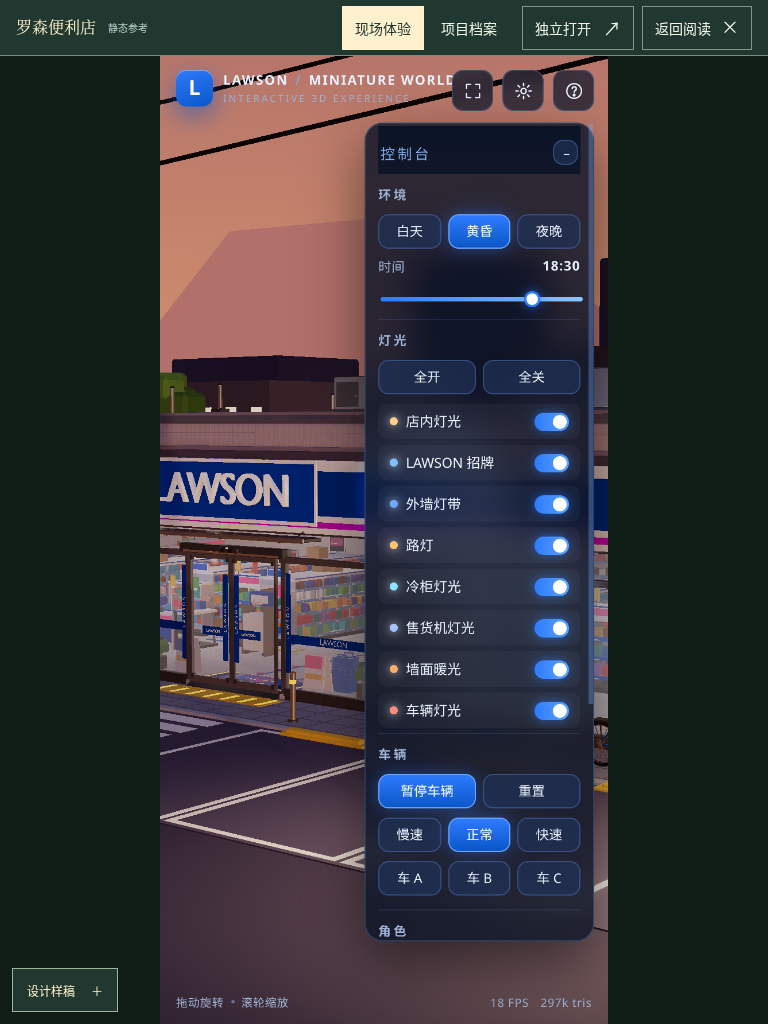 罗森便利店 静态参考 现场体验 项目档案 独立打开 返回阅读
L LAWSON / MINIATURE WORLD
INTERACTIVE 3D EXPERIENCE
控制台
环境
白天 黄昏 夜晚
时间 18:30
灯光
全开 全关
店内灯光
LAWSON 招牌
外墙灯带
路灯
冷柜灯光
售货机灯光
墙面暖光
车辆灯光
车辆
暂停车辆 重置
慢速 正常 快速
车 A 车 B 车 C
角色
LAWSON
LAWSON
设计样稿 +
拖动旋转 • 滚轮缩放 18 FPS 297k tris